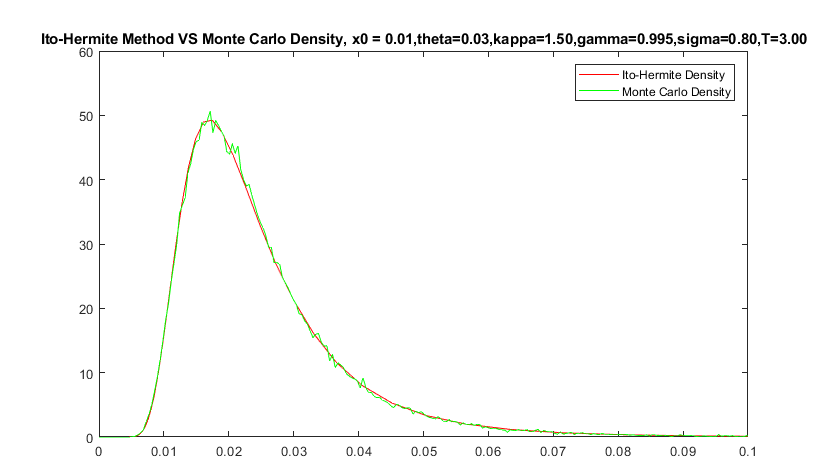 Ito-Hermite Method VS Monte Carlo Density, x0 = 0.01,theta=0.03,kappa=1.50,gamma=0.995,sigma=0.80,T=3.00
60
Ito-Hermite Density
Monte Carlo Density
50
40
30
20
10
0
0 0.01 0.02 0.03 0.04 0.05 0.06 0.07 0.08 0.09 0.1